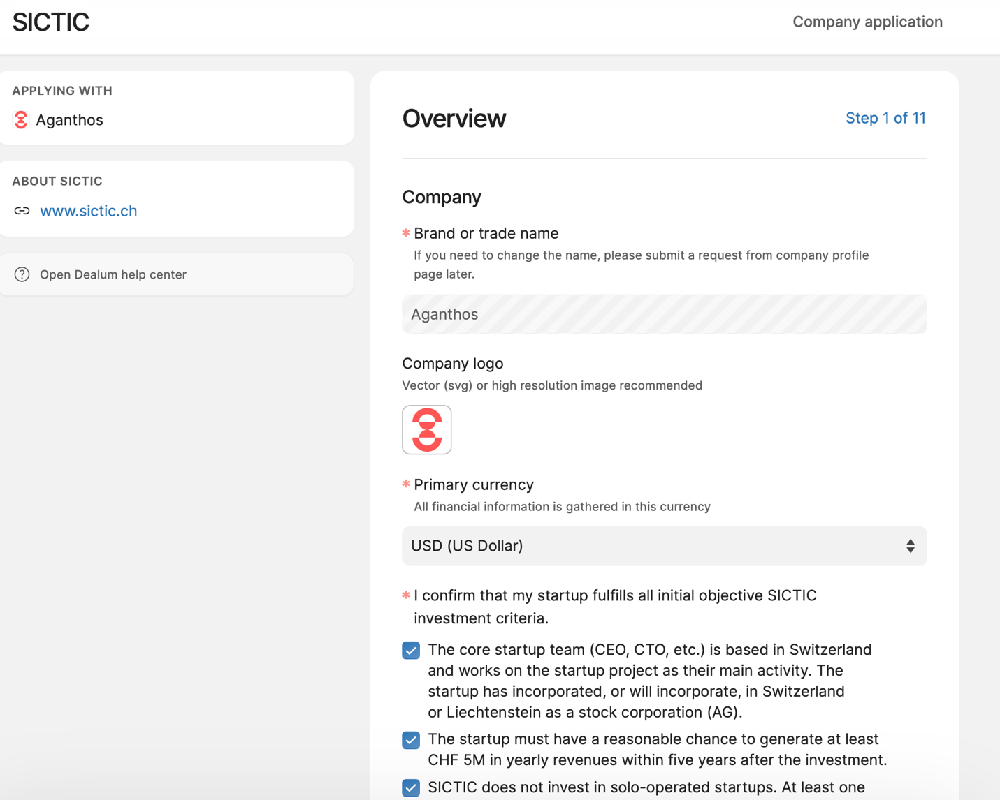 SICTIC
Company application
APPLYING WITH
Aganthos
ABOUT SICTIC
www.sictic.ch
Open Dealum help center
Overview
Step 1 of 11
Company
* Brand or trade name
If you need to change the name, please submit a request from company profile
page later.
Aganthos
Company logo
Vector (svg) or high resolution image recommended
* Primary currency
All financial information is gathered in this currency
USD (US Dollar)
* I confirm that my startup fulfills all initial objective SICTIC
investment criteria.
The core startup team (CEO, CTO, etc.) is based in Switzerland
and works on the startup project as their main activity. The
startup has incorporated, or will incorporate, in Switzerland
or Liechtenstein as a stock corporation (AG).
The startup must have a reasonable chance to generate at least
CHF 5M in yearly revenues within five years after the investment.
SICTIC does not invest in solo-operated startups. At least one